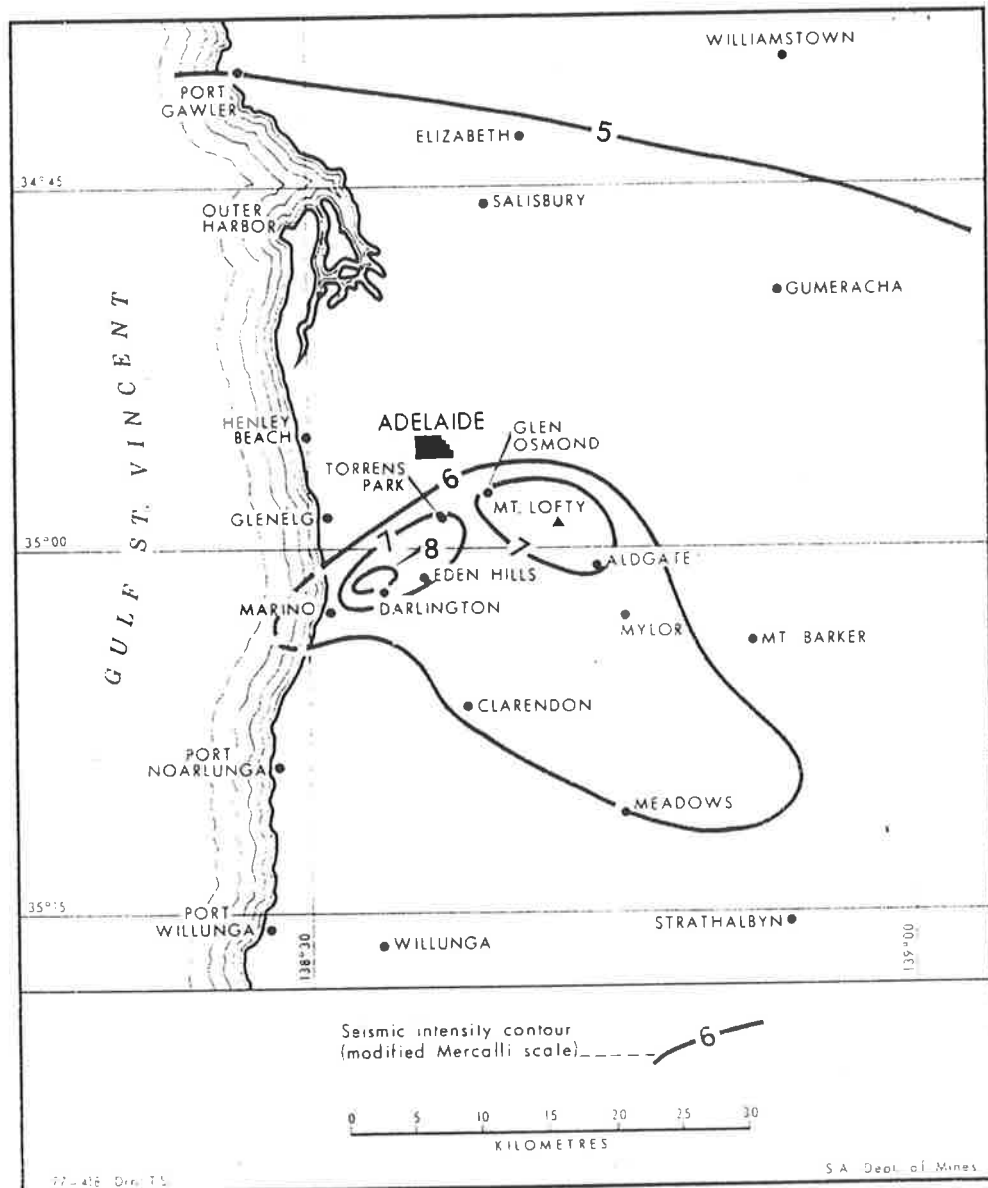 WILLIAMSTOWN
PORT
GAWLER
ELIZABETH
5
34°45
SALISBURY
OUTER
HARBOR
GUMERACHA
GULF ST. VINCENT
HENLEY
BEACH
ADELAIDE
GLEN
OSMOND
TORRENS
PARK
6
MT. LOFTY
GLENELG
7
8
7
35°00
ALDGATE
EDEN HILLS
MARINO
DARLINGTON
MYLOR
MT BARKER
CLARENDON
PORT
NOARLUNGA
MEADOWS
35°15
PORT
WILLUNGA
138°30
WILLUNGA
STRATHALBYN
139°00
Seismic intensity contour
(modified Mercalli scale)
6
0 5 10 15 20 25 30
KILOMETRES
S.A. Dept. of Mines